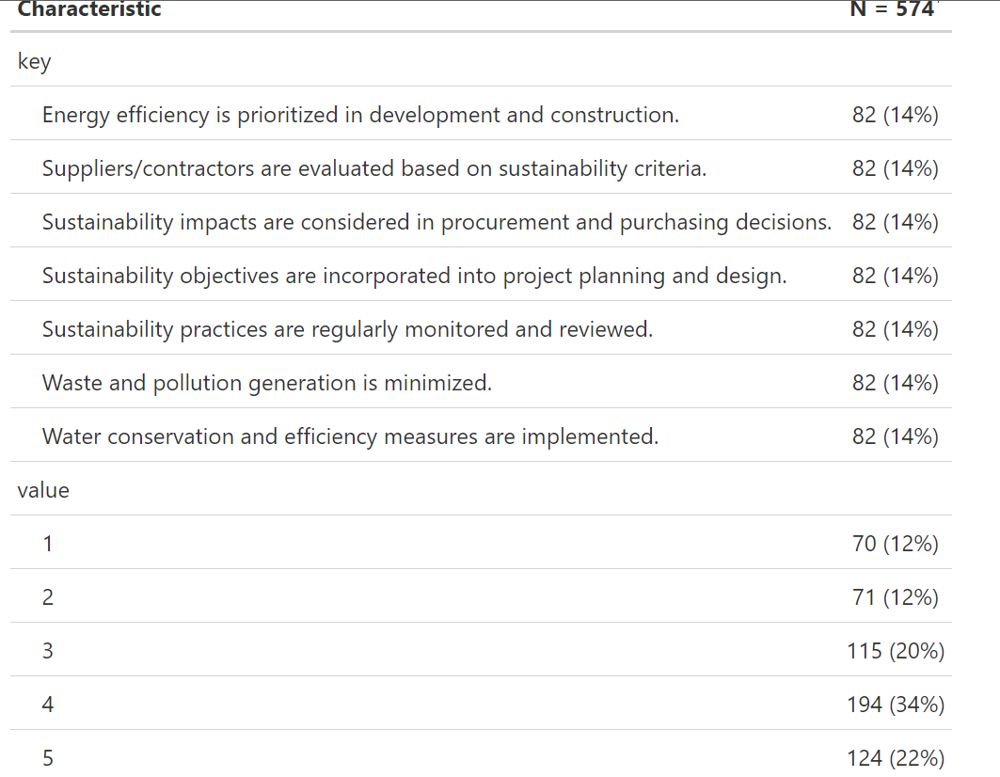 Characteristic N = 574
key
Energy efficiency is prioritized in development and construction. 82 (14%)
Suppliers/contractors are evaluated based on sustainability criteria. 82 (14%)
Sustainability impacts are considered in procurement and purchasing decisions. 82 (14%)
Sustainability objectives are incorporated into project planning and design. 82 (14%)
Sustainability practices are regularly monitored and reviewed. 82 (14%)
Waste and pollution generation is minimized. 82 (14%)
Water conservation and efficiency measures are implemented. 82 (14%)
value
1 70 (12%)
2 71 (12%)
3 115 (20%)
4 194 (34%)
5 124 (22%)